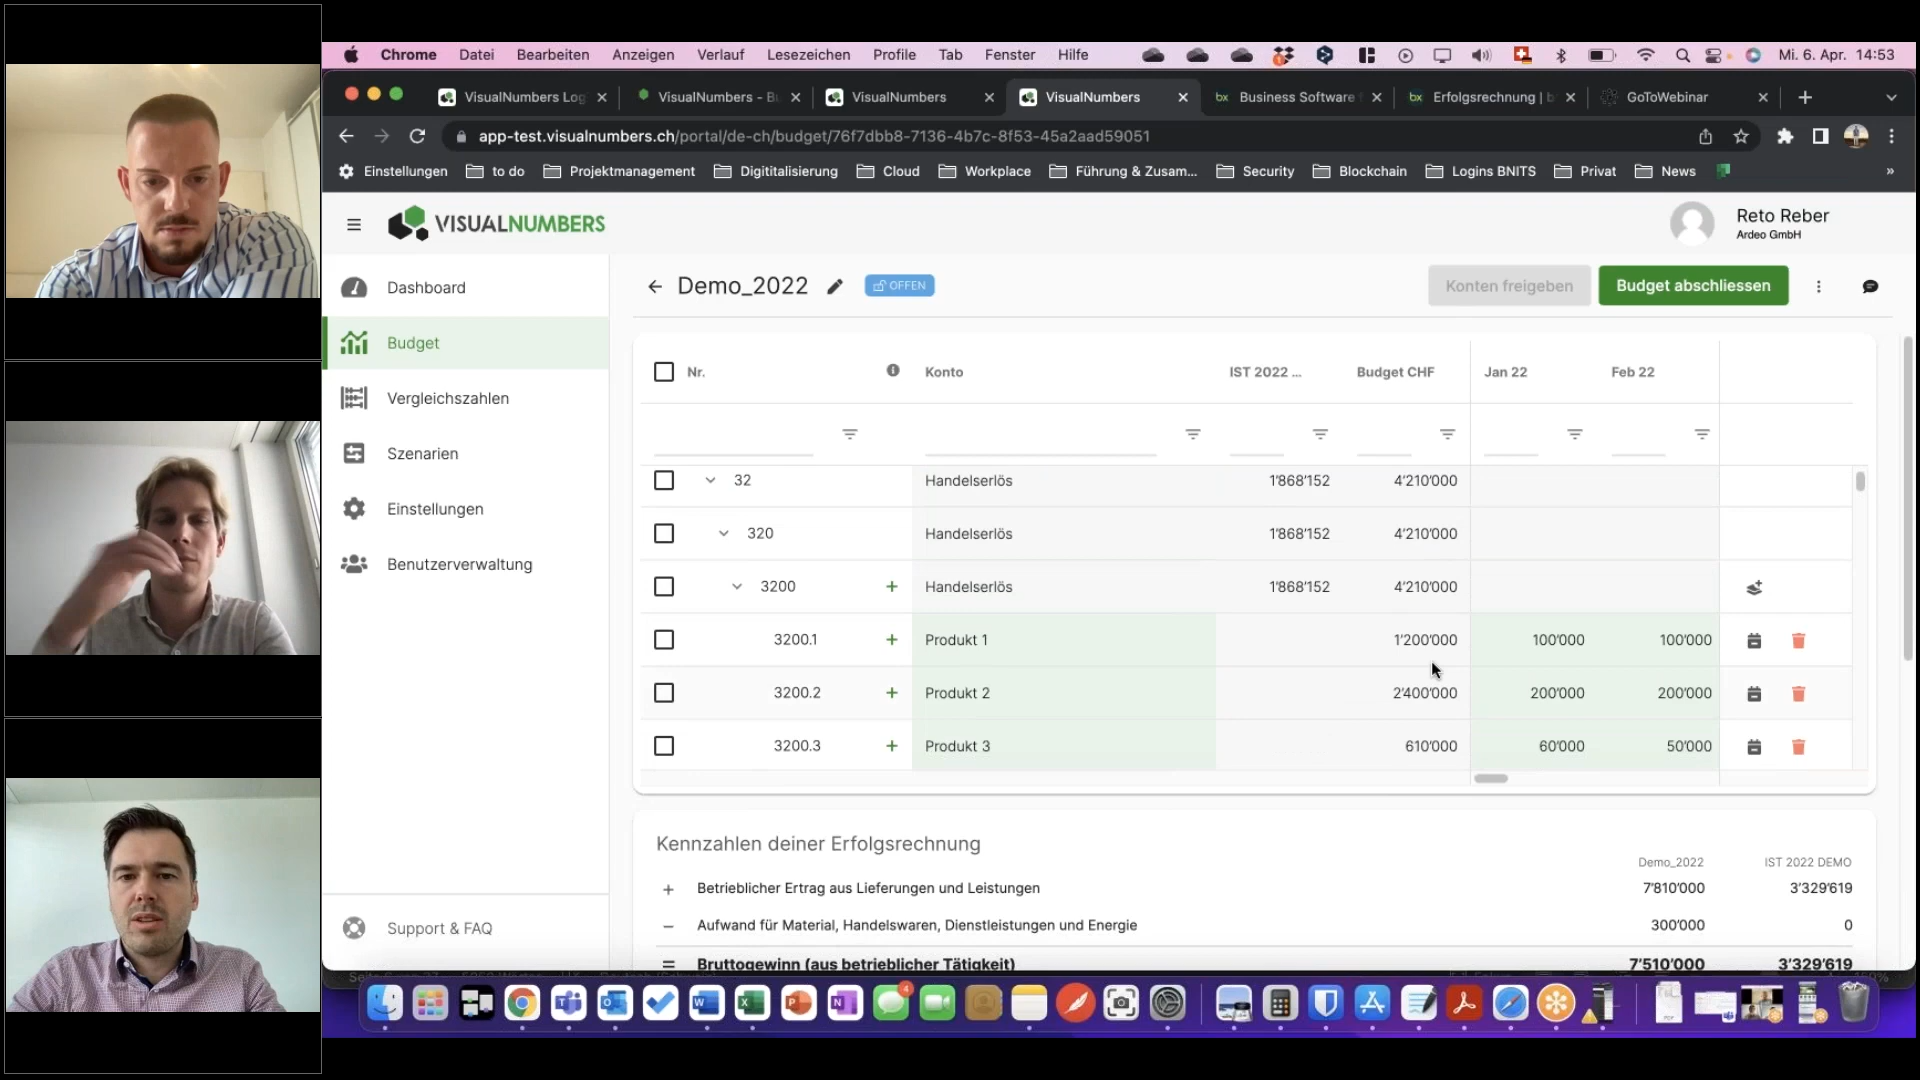 Chrome Datei Bearbeiten Anzeigen Verlauf Lesezeichen Profile Tab Fenster Hilfe Mi. 6. Apr. 14:53
VisualNumbers Log VisualNumbers - Bu VisualNumbers VisualNumbers bx Business Software bx Erfolgsrechnung | b GoToWebinar
app-test.visualnumbers.ch/portal/de-ch/budget/76f7dbb8-7136-4b7c-8f53-45a2aad59051
Einstellungen to do Projektmanagement Digititalisierung Cloud Workplace Führung & Zusam... Security Blockchain Logins BNITS Privat News »
VISUALNUMBERS
Reto Reber
Ardeo GmbH
Dashboard
Budget
Vergleichszahlen
Szenarien
Einstellungen
Benutzerverwaltung
Support & FAQ
Demo_2022 OFFEN Konten freigeben Budget abschliessen
Nr. Konto IST 2022 ... Budget CHF Jan 22 Feb 22
32 Handelserlös 1'868'152 4'210'000
320 Handelserlös 1'868'152 4'210'000
3200 + Handelserlös 1'868'152 4'210'000
3200.1 + Produkt 1 1'200'000 100'000 100'000
3200.2 + Produkt 2 2'400'000 200'000 200'000
3200.3 + Produkt 3 610'000 60'000 50'000
Kennzahlen deiner Erfolgsrechnung
Demo_2022 IST 2022 DEMO
+ Betrieblicher Ertrag aus Lieferungen und Leistungen 7'810'000 3'329'619
− Aufwand für Material, Handelswaren, Dienstleistungen und Energie 300'000 0
= Bruttogewinn (aus betrieblicher Tätigkeit) 7'510'000 3'329'619
4